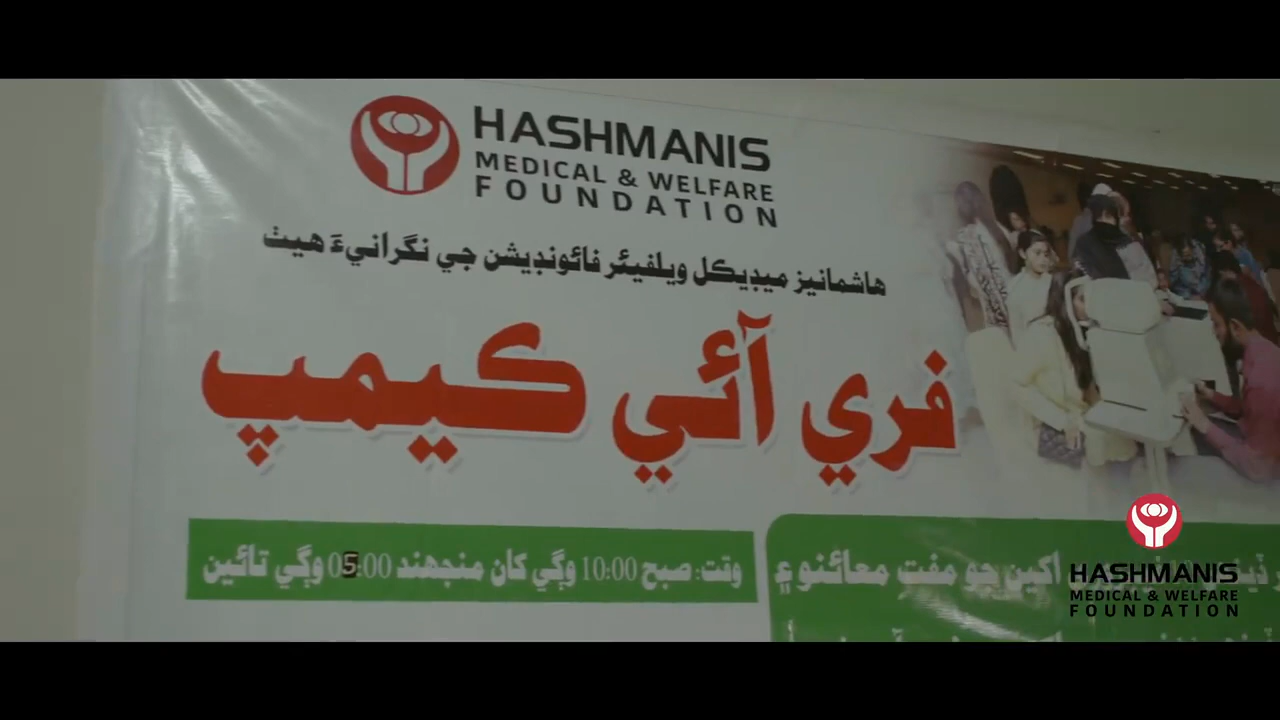 HASHMANIS
MEDICAL & WELFARE
FOUNDATION
هاشمانيز ميڊيڪل ويلفيئر فائونڊيشن جي نگرانيءَ هيٺ
فري آئي ڪيمپ
وقت: صبح 10:00 وڳي کان منجھند 05:00 وڳي تائين
اکين جو مفت معائنو ۽
HASHMANIS
MEDICAL & WELFARE
FOUNDATION